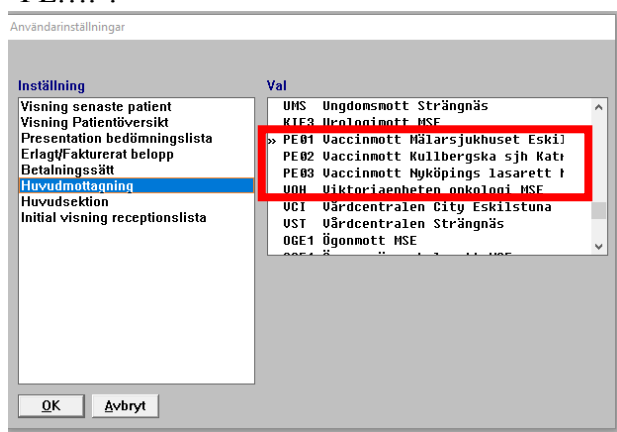 Användarinställningar
Inställning
Visning senaste patient
Visning Patientöversikt
Presentation bedömningslista
Erlagt/Fakturerat belopp
Betalningssätt
Huvudmottagning
Huvudsektion
Initial visning receptionslista
Val
UMS Ungdomsmott Strängnäs
KIE3 Urologimott MSE
» PE01 Vaccinmott Mälarsjukhuset Eskil
PE02 Vaccinmott Kullbergska sjh Katr
PE03 Vaccinmott Nyköpings lasarett
VOH Viktoriaenheten onkologi MSE
VCI Vårdcentralen City Eskilstuna
VST Vårdcentralen Strängnäs
OGE1 Ögonmott MSE
OK Avbryt